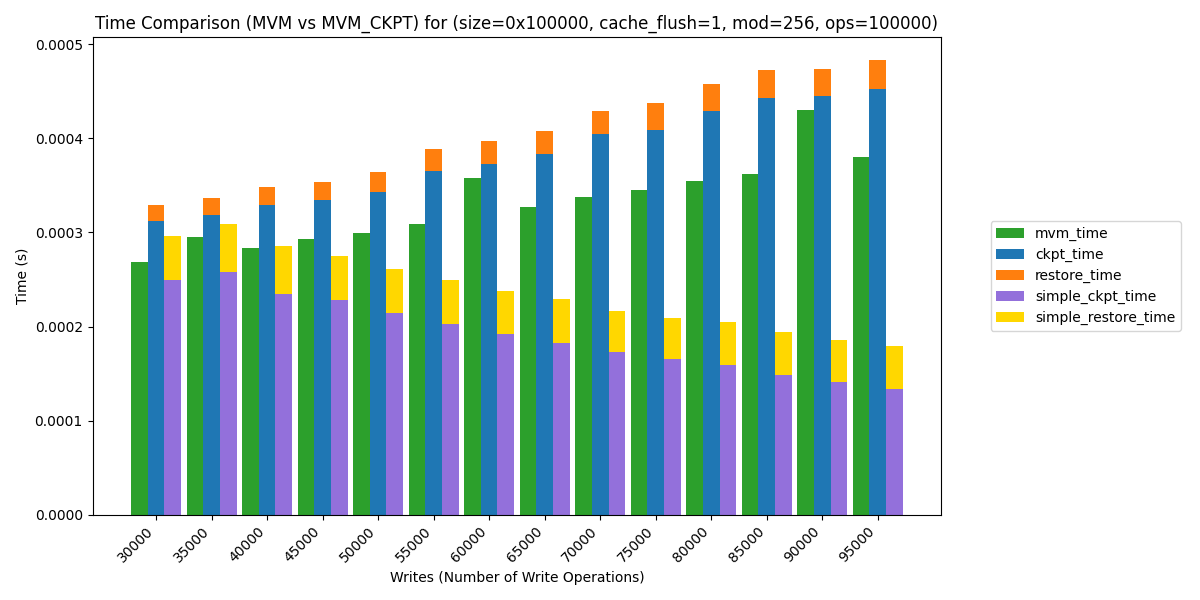 Time Comparison (MVM vs MVM_CKPT) for (size=0x100000, cache_flush=1, mod=256, ops=100000)
0.0005
0.0004
0.0003
0.0002
0.0001
0.0000
Time (s)
30000
35000
40000
45000
50000
55000
60000
65000
70000
75000
80000
85000
90000
95000
Writes (Number of Write Operations)
mvm_time
ckpt_time
restore_time
simple_ckpt_time
simple_restore_time